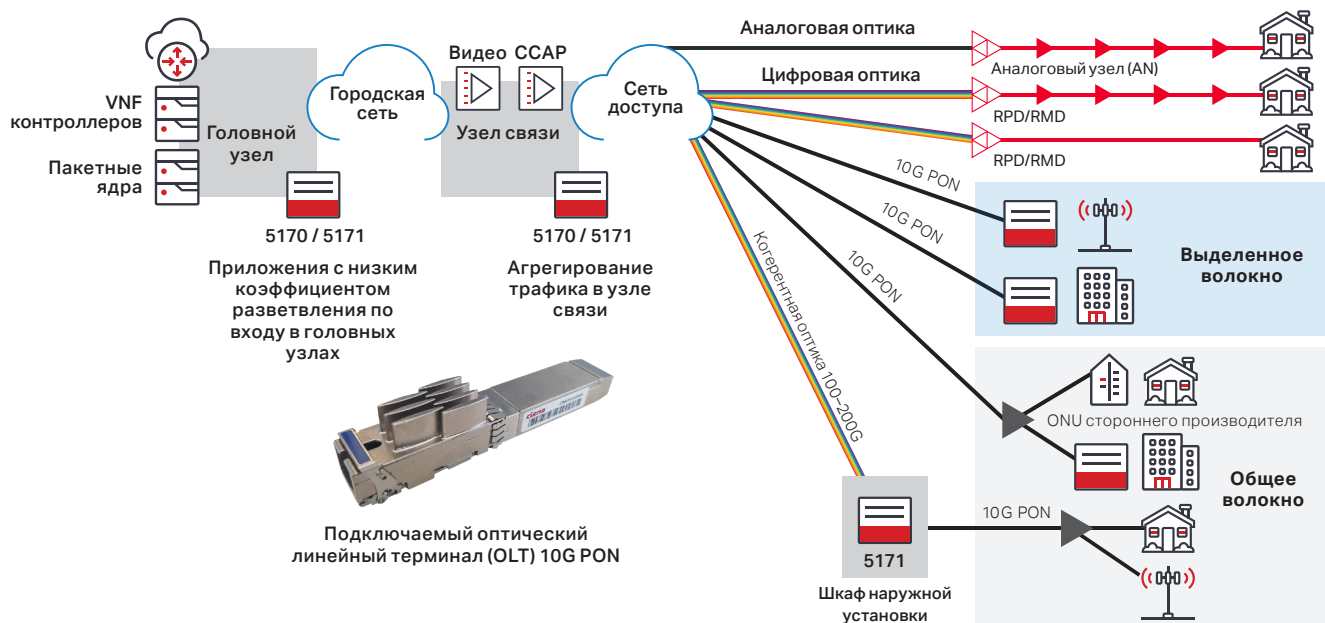 VNF
контроллеров
Пакетные
ядра
Головной
узел
5170 / 5171
Приложения с низким
коэффициентом
разветвления по
входу в головных
узлах
Городская
сеть
Видео CCAP
Узел связи
5170 / 5171
Агрегирование
трафика в узле
связи
Сеть
доступа
ciena
Подключаемый оптический
линейный терминал (OLT) 10G PON
Аналоговая оптика
Аналоговый узел (AN)
Цифровая оптика
RPD/RMD
RPD/RMD
10G PON
10G PON
10G PON
Когерентная оптика 100–200G
Выделенное
волокно
ONU стороннего производителя
Общее
волокно
10G PON
5171
Шкаф наружной
установки